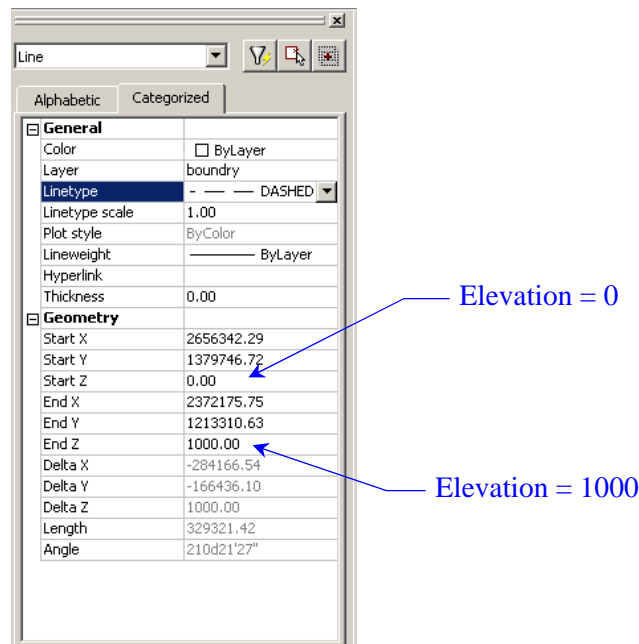 Line
Alphabetic Categorized
General
Color ByLayer
Layer boundry
Linetype DASHED
Linetype scale 1.00
Plot style ByColor
Lineweight ByLayer
Hyperlink
Thickness 0.00
Elevation = 0
Geometry
Start X 2656342.29
Start Y 1379746.72
Start Z 0.00
End X 2372175.75
End Y 1213310.63
End Z 1000.00
Delta X -284166.54
Delta Y -166436.10
Elevation = 1000
Delta Z 1000.00
Length 329321.42
Angle 210d21'27"